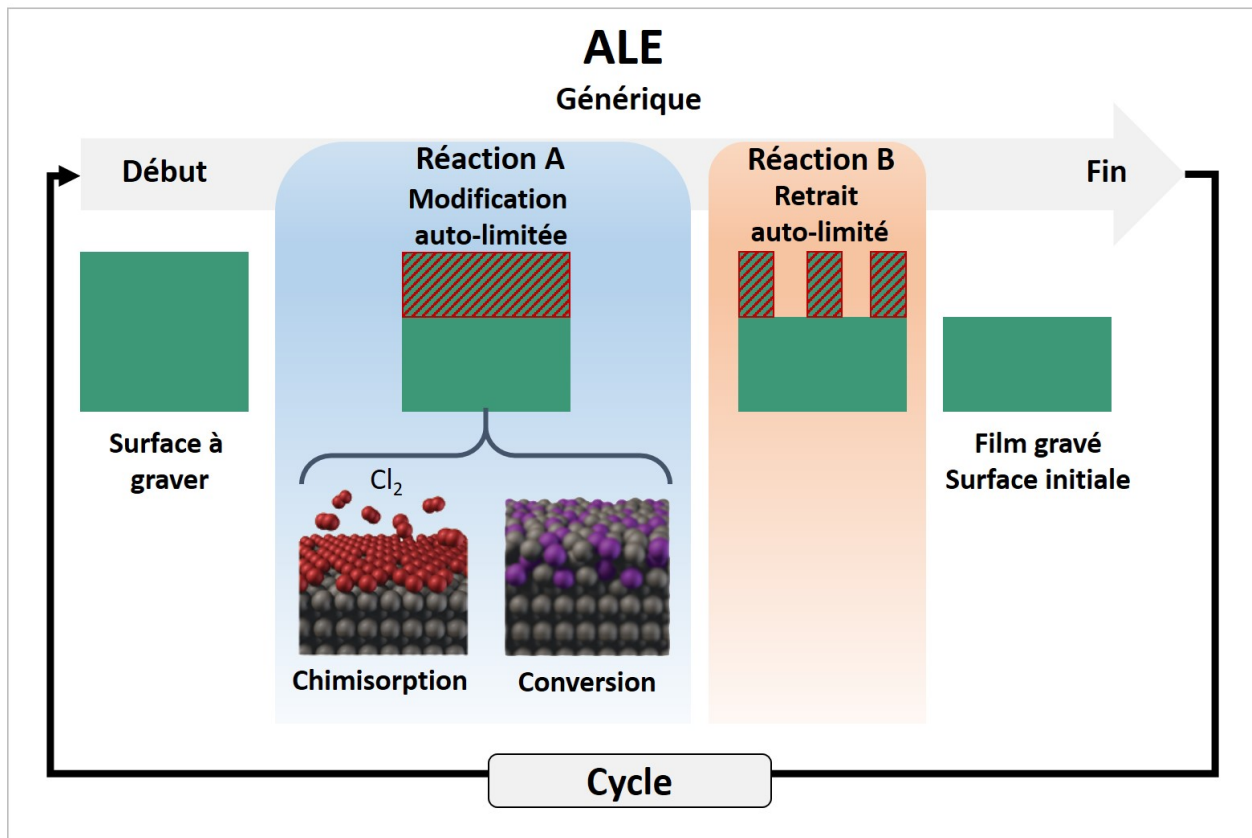 ALE
Générique
Début
Réaction A
Modification
auto-limitée
Réaction B
Retrait
auto-limité
Fin
Surface à
graver
Cl₂
Chimisorption
Conversion
Film gravé
Surface initiale
Cycle